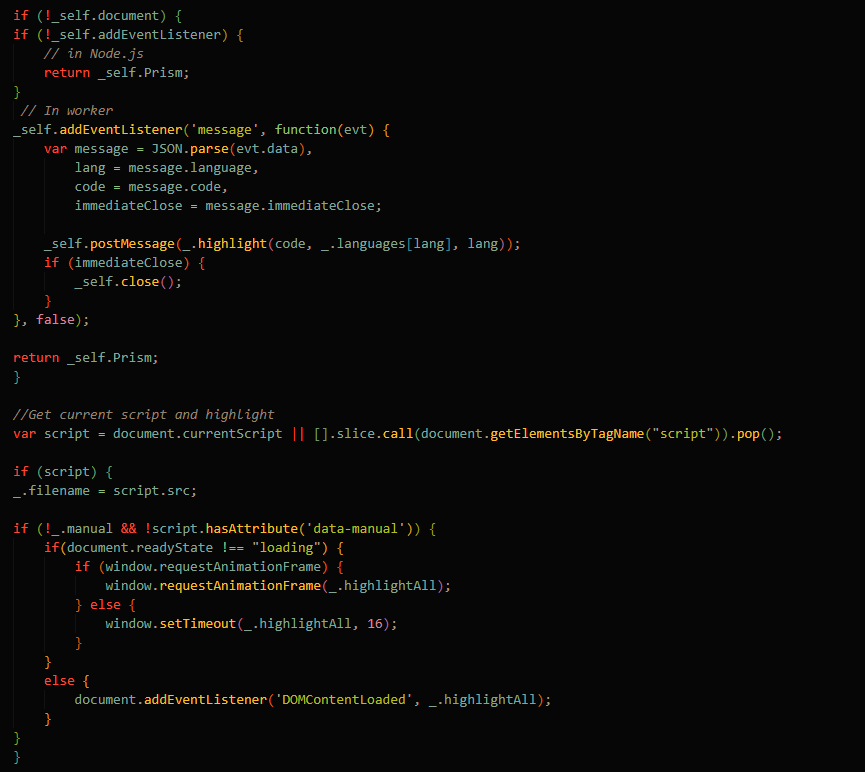 if (!_self.document) {
if (!_self.addEventListener) {
    // in Node.js
    return _self.Prism;
}
 // In worker
_self.addEventListener('message', function(evt) {
    var message = JSON.parse(evt.data),
        lang = message.language,
        code = message.code,
        immediateClose = message.immediateClose;

    _self.postMessage(_.highlight(code, _.languages[lang], lang));
    if (immediateClose) {
        _self.close();
    }
}, false);

return _self.Prism;
}

//Get current script and highlight
var script = document.currentScript || [].slice.call(document.getElementsByTagName("script")).pop();

if (script) {
_.filename = script.src;

if (!_.manual && !script.hasAttribute('data-manual')) {
    if(document.readyState !== "loading") {
        if (window.requestAnimationFrame) {
            window.requestAnimationFrame(_.highlightAll);
        } else {
            window.setTimeout(_.highlightAll, 16);
        }
    }
    else {
        document.addEventListener('DOMContentLoaded', _.highlightAll);
    }
}
}